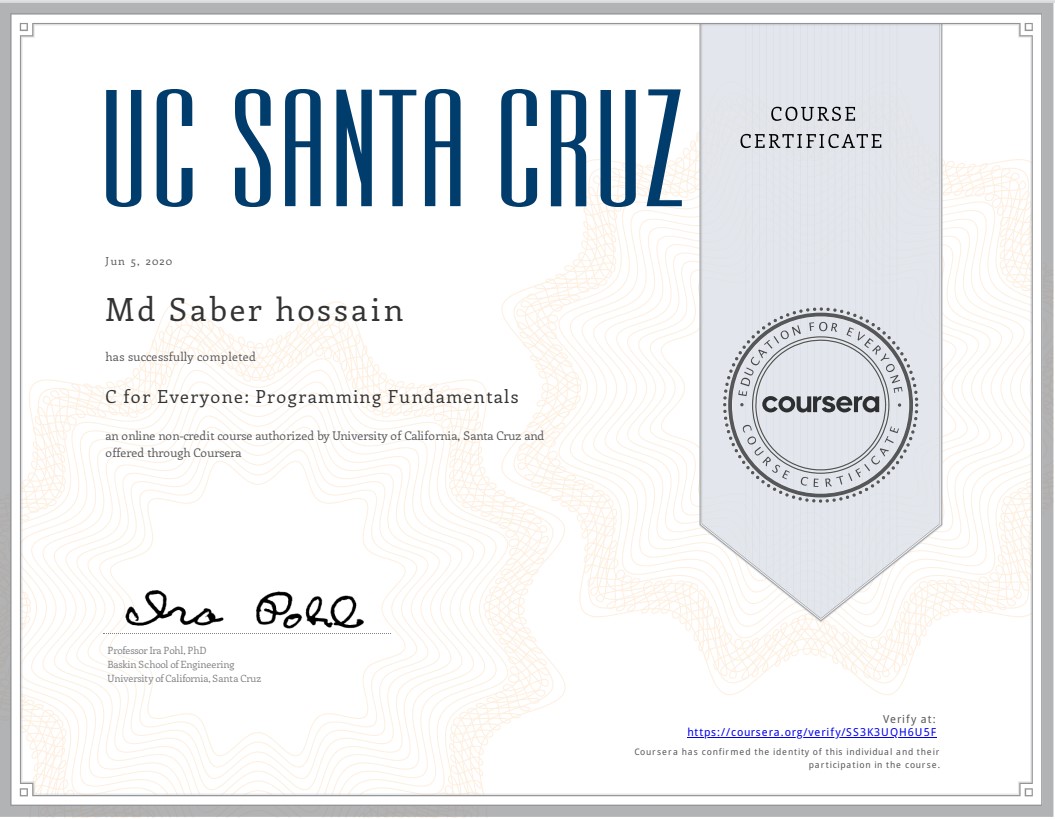 UC SANTA CRUZ
COURSE
CERTIFICATE
Jun 5, 2020
Md Saber hossain
has successfully completed
C for Everyone: Programming Fundamentals
an online non-credit course authorized by University of California, Santa Cruz and
offered through Coursera
EDUCATION FOR EVERYONE
coursera
COURSE CERTIFICATE
Ira Pohl
Professor Ira Pohl, PhD
Baskin School of Engineering
University of California, Santa Cruz
Verify at:
https://coursera.org/verify/SS3K3UQH6U5F
Coursera has confirmed the identity of this individual and their
participation in the course.